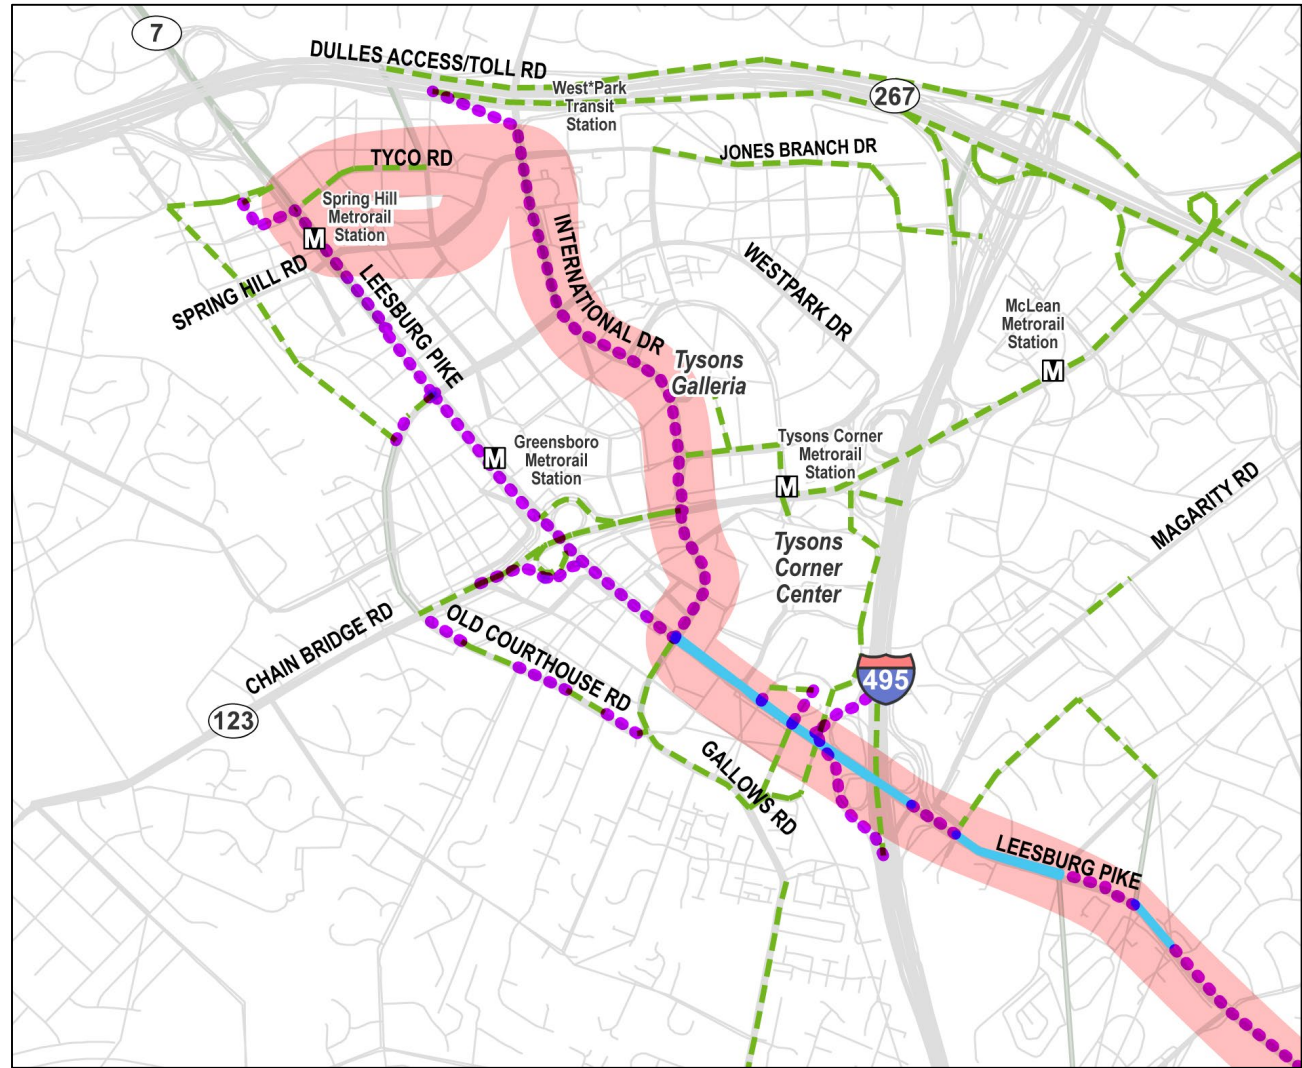 7
DULLES ACCESS/TOLL RD
West*Park
Transit
Station
267
TYCO RD
JONES BRANCH DR
Spring Hill
Metrorail
Station
M
INTERNATIONAL DR
WESTPARK DR
SPRING HILL RD
LEESBURG PIKE
McLean
Metrorail
Station
M
Tysons
Galleria
Greensboro
Metrorail
Station
M
Tysons Corner
Metrorail
Station
M
MAGARITY RD
Tysons
Corner
Center
CHAIN BRIDGE RD
OLD COURTHOUSE RD
495
123
GALLOWS RD
LEESBURG PIKE